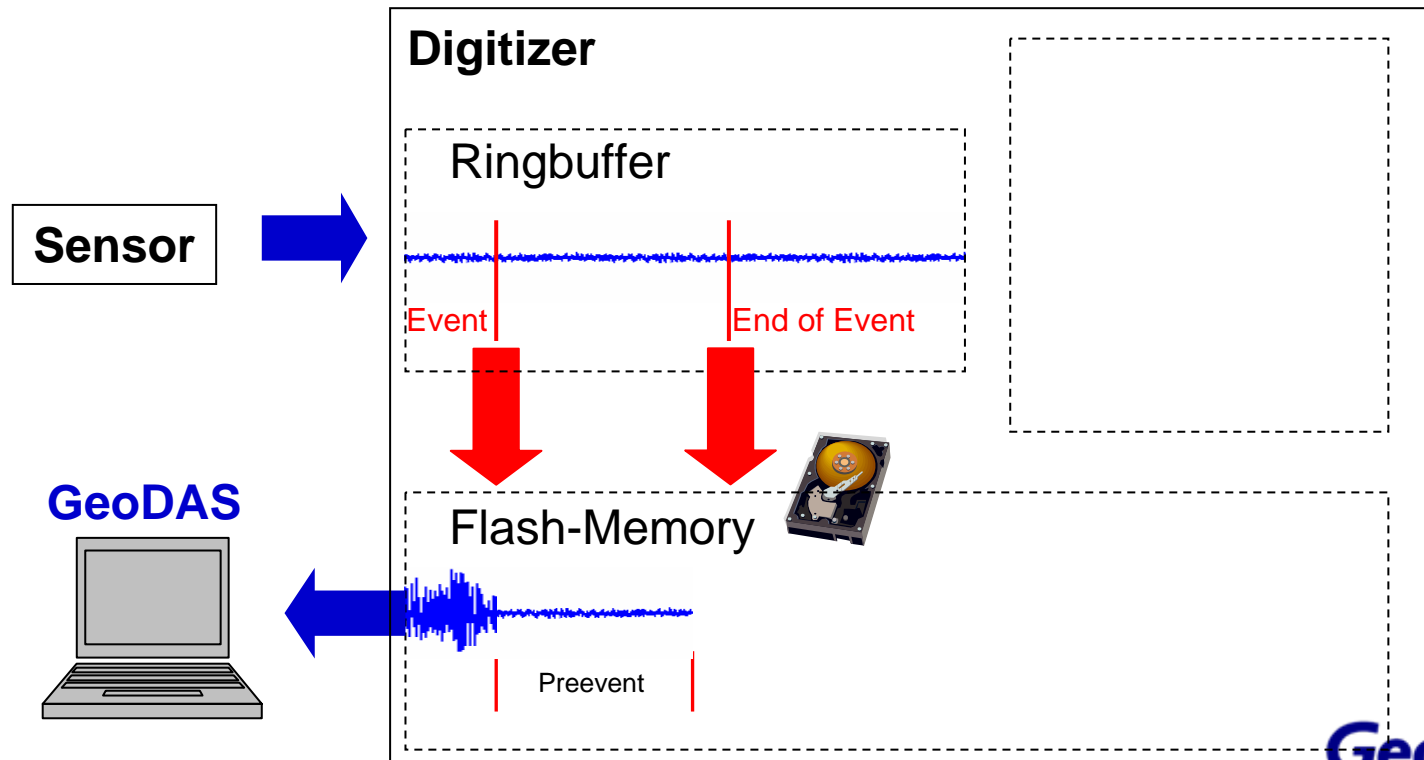 Digitizer
Ringbuffer
Sensor
Event
End of Event
GeoDAS
Flash-Memory
Preevent